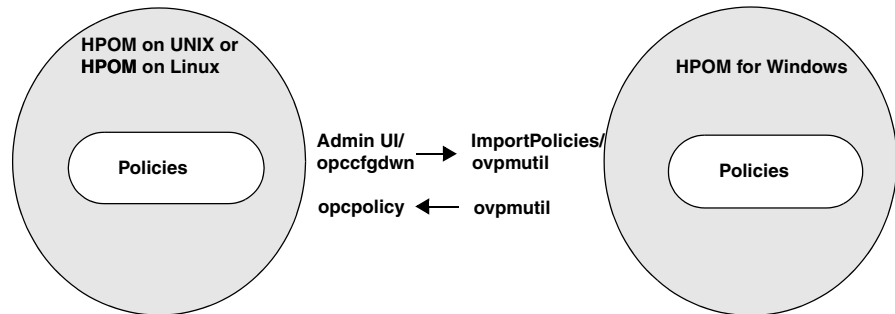 HPOM on UNIX or
HPOM on Linux
HPOM for Windows
Policies
Admin UI/
opccfgdwn
ImportPolicies/
ovpmutil
Policies
opcpolicy
ovpmutil